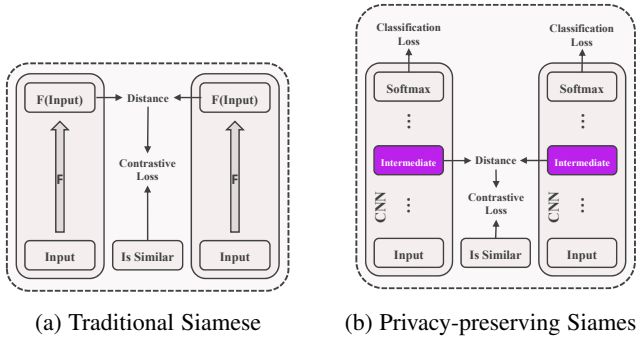 F(Input)
Distance
F(Input)
F
Contrastive
Loss
F
Input
Is Similar
Input
(a) Traditional Siamese
Classification
Loss
Classification
Loss
Softmax
Softmax
...
...
Intermediate
Distance
Intermediate
CNN
...
Contrastive
Loss
CNN
...
Input
Is Similar
Input
(b) Privacy-preserving Siames